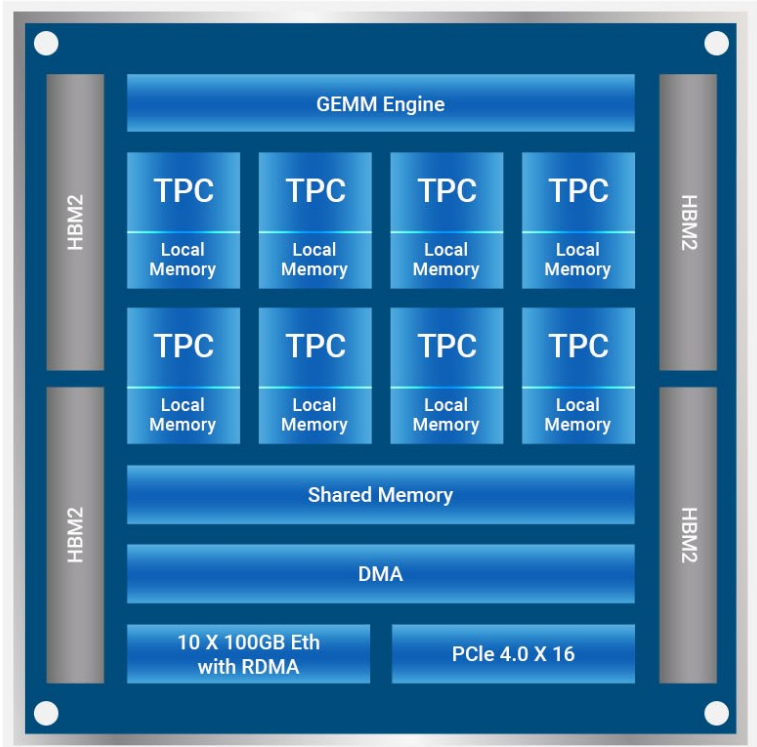 GEMM Engine
HBM2
HBM2
TPC
TPC
TPC
TPC
Local
Memory
Local
Memory
Local
Memory
Local
Memory
TPC
TPC
TPC
TPC
Local
Memory
Local
Memory
Local
Memory
Local
Memory
HBM2
HBM2
Shared Memory
DMA
10 X 100GB Eth
with RDMA
PCle 4.0 X 16